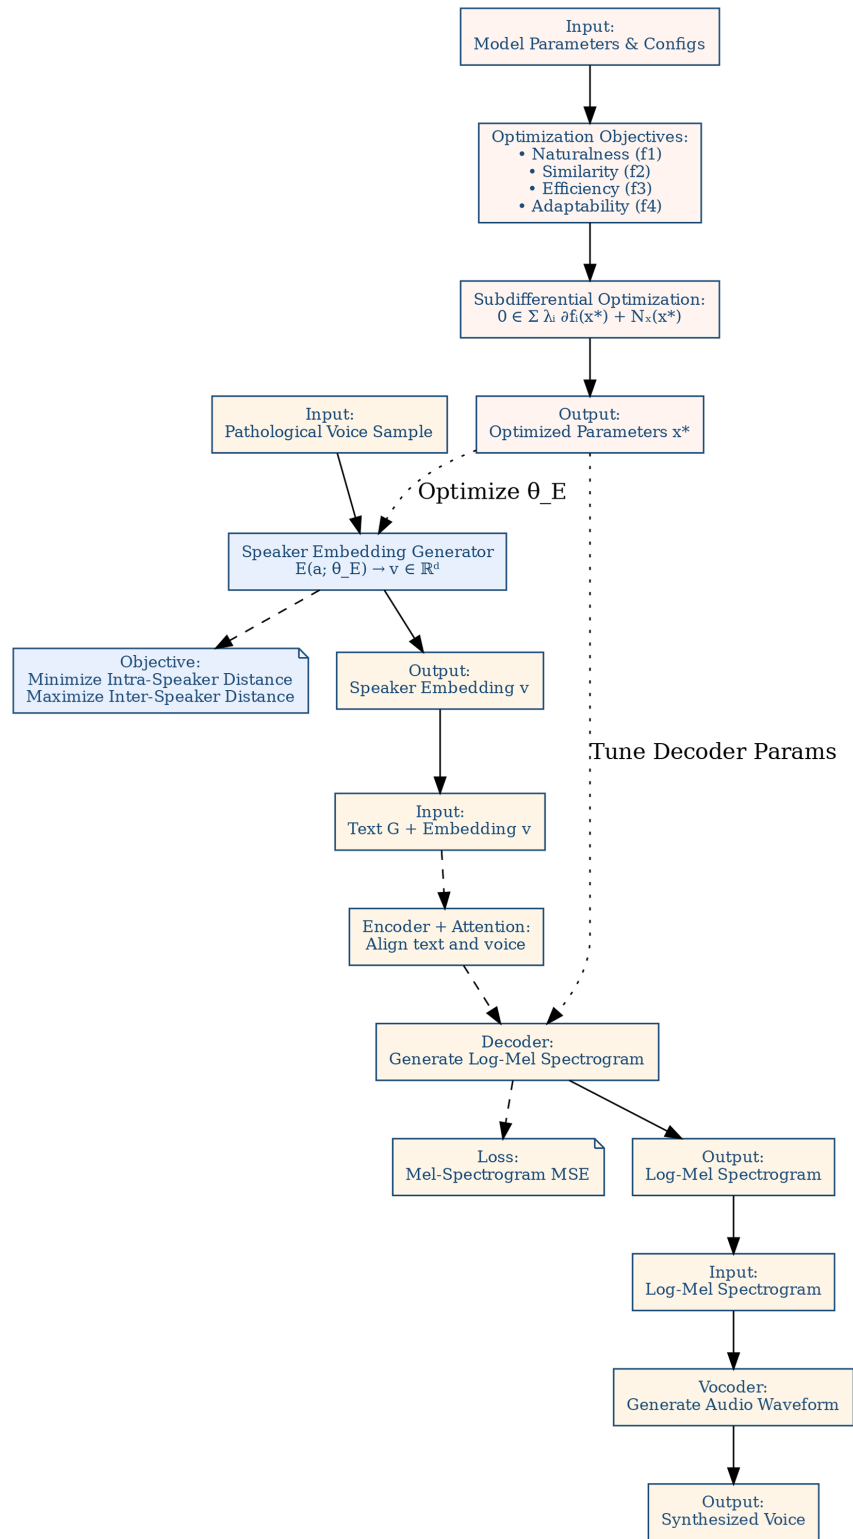 Input:
Model Parameters & Configs
Optimization Objectives:
• Naturalness (f1)
• Similarity (f2)
• Efficiency (f3)
• Adaptability (f4)
Subdifferential Optimization:
0 ∈ Σ λᵢ ∂fᵢ(x*) + Nₓ(x*)
Input:
Pathological Voice Sample
Output:
Optimized Parameters x*
Optimize θ_E
Speaker Embedding Generator
E(a; θ_E) → v ∈ ℝᵈ
Objective:
Minimize Intra-Speaker Distance
Maximize Inter-Speaker Distance
Output:
Speaker Embedding v
Tune Decoder Params
Input:
Text G + Embedding v
Encoder + Attention:
Align text and voice
Decoder:
Generate Log-Mel Spectrogram
Loss:
Mel-Spectrogram MSE
Output:
Log-Mel Spectrogram
Input:
Log-Mel Spectrogram
Vocoder:
Generate Audio Waveform
Output:
Synthesized Voice